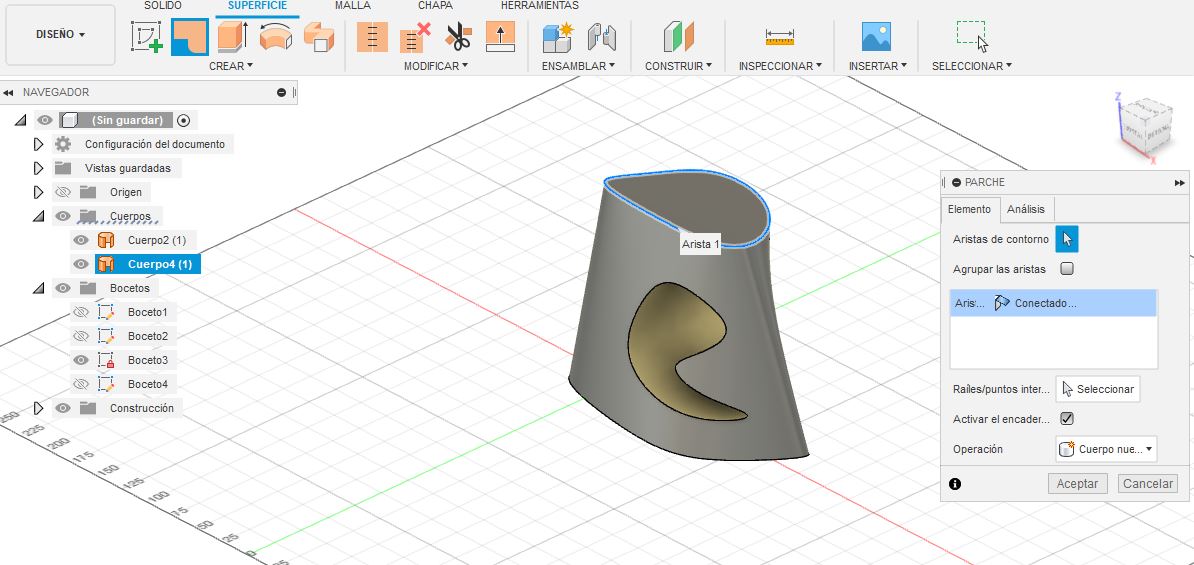 SOLIDO
SUPERFICIE
MALLA
CHAPA
HERRAMIENTAS
DISEÑO
CREAR
MODIFICAR
ENSAMBLAR
CONSTRUIR
INSPECCIONAR
INSERTAR
SELECCIONAR
NAVEGADOR
(Sin guardar)
Configuración del documento
Vistas guardadas
Origen
Cuerpos
Cuerpo2 (1)
Cuerpo4 (1)
Bocetos
Boceto1
Boceto2
Boceto3
Boceto4
Construcción
250
225
200
175
150
125
100
75
50
25
0
25
Arista 1
Z
X
PARCHE
Elemento
Análisis
Aristas de contorno
Agrupar las aristas
Aris:...
Conectado...
Raíles/puntos inter...
Seleccionar
Activar el encader...
Operación
Cuerpo nue...
Aceptar
Cancelar